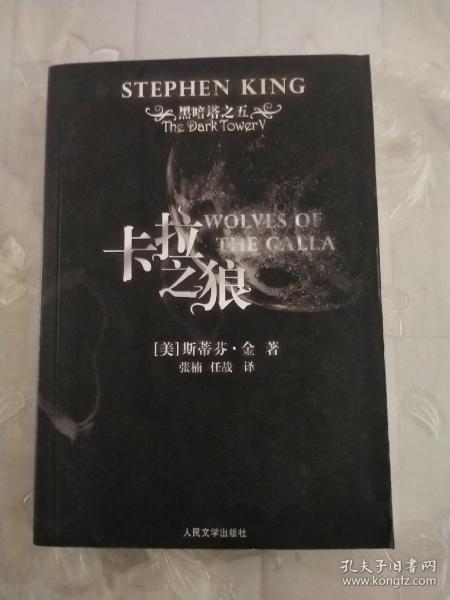 STEPHEN KING
黑暗塔之五
The Dark Tower V
WOLVES OF
THE CALLA
卡拉之狼
[美]斯蒂芬·金 著
张楠 任战 译
人民文学出版社
孔夫子旧书网
www.kongfz.com